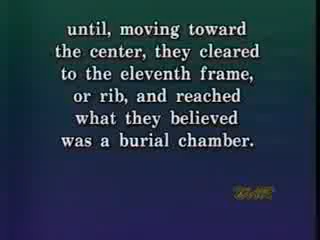 until, moving toward
the center, they cleared
to the eleventh frame,
or rib, and reached
what they believed
was a burial chamber.